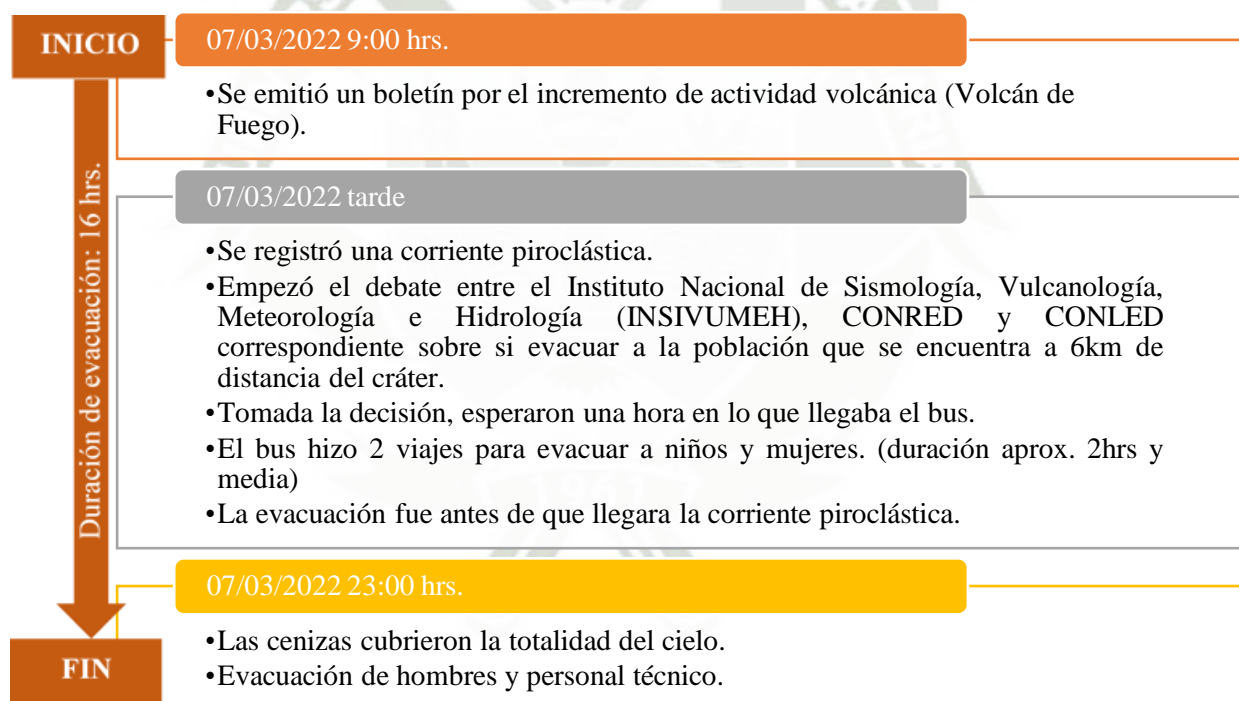 INICIO
07/03/2022 9:00 hrs.
•Se emitió un boletín por el incremento de actividad volcánica (Volcán de
Fuego).
Duración de evacuación: 16 hrs.
07/03/2022 tarde
•Se registró una corriente piroclástica.
•Empezó el debate entre el Instituto Nacional de Sismología, Vulcanología,
Meteorología e Hidrología (INSIVUMEH), CONRED y CONLED
correspondiente sobre si evacuar a la población que se encuentra a 6km de
distancia del cráter.
•Tomada la decisión, esperaron una hora en lo que llegaba el bus.
•El bus hizo 2 viajes para evacuar a niños y mujeres. (duración aprox. 2hrs y
media)
•La evacuación fue antes de que llegara la corriente piroclástica.
1961
07/03/2022 23:00 hrs.
•Las cenizas cubrieron la totalidad del cielo.
•Evacuación de hombres y personal técnico.
FIN